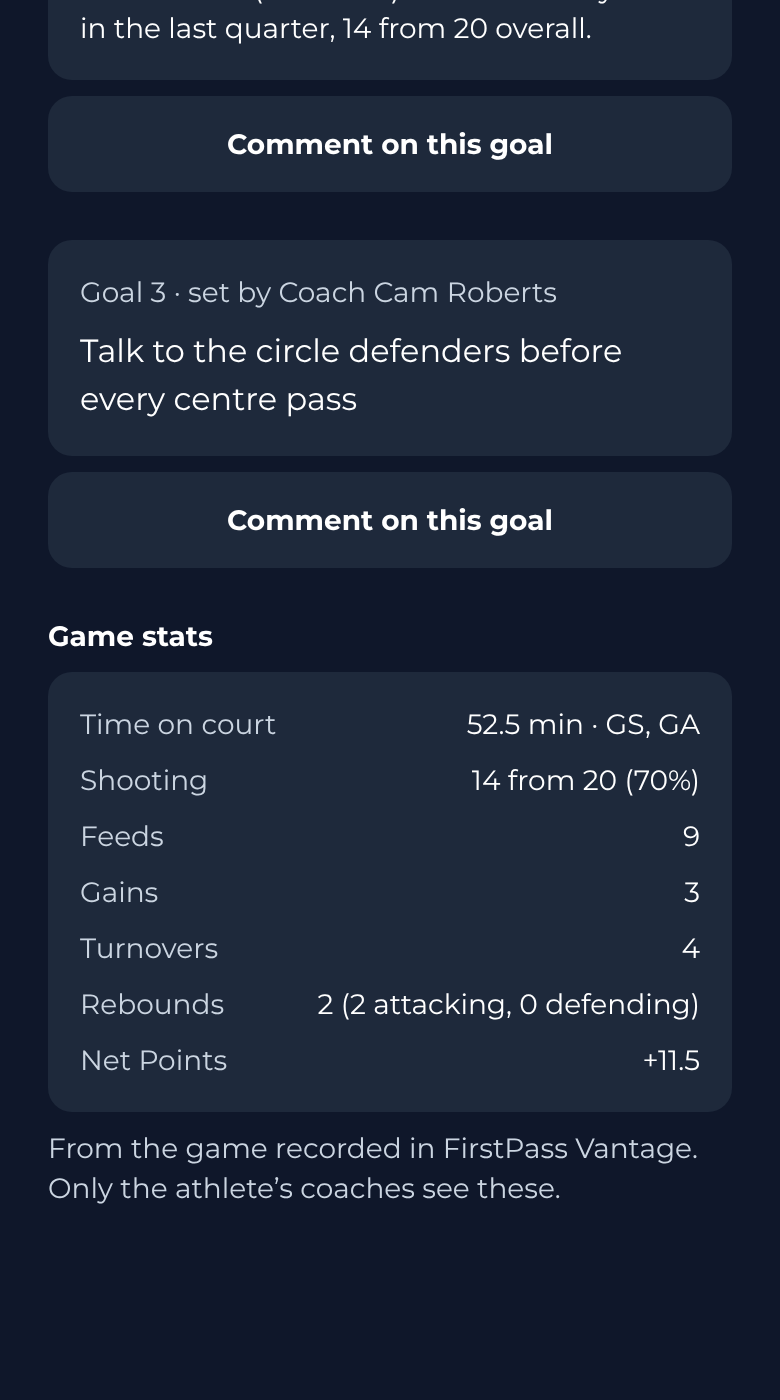 in the last quarter, 14 from 20 overall.
Comment on this goal
Goal 3 · set by Coach Cam Roberts
Talk to the circle defenders before
every centre pass
Comment on this goal
Game stats
Time on court 52.5 min · GS, GA
Shooting 14 from 20 (70%)
Feeds 9
Gains 3
Turnovers 4
Rebounds 2 (2 attacking, 0 defending)
Net Points +11.5
From the game recorded in FirstPass Vantage.
Only the athlete’s coaches see these.